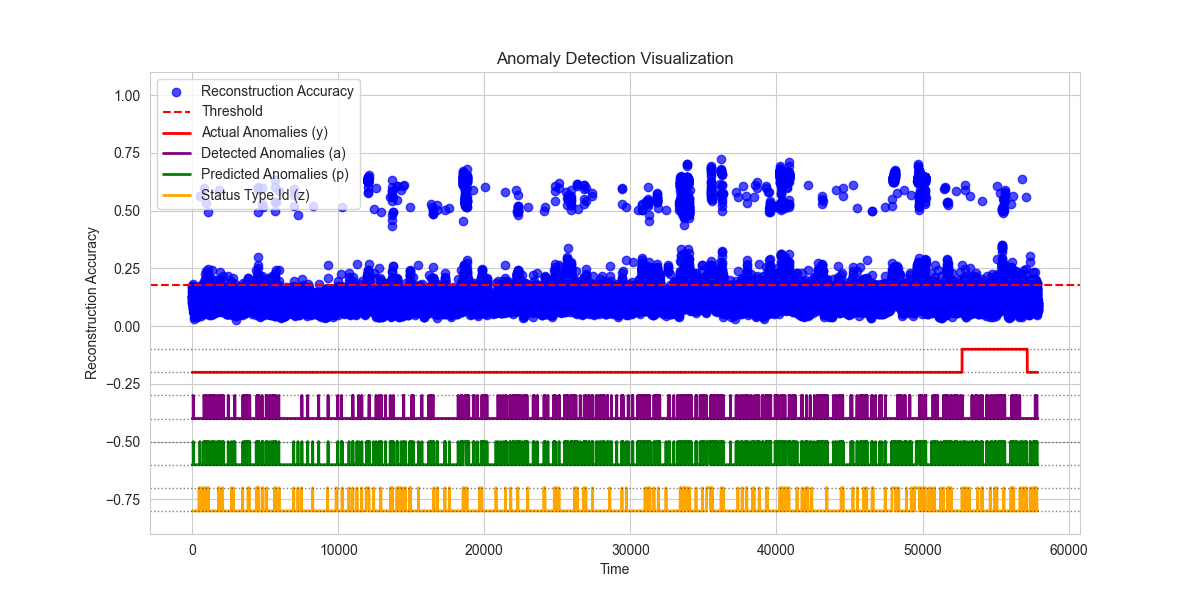 Anomaly Detection Visualization
Reconstruction Accuracy
Threshold
Actual Anomalies (y)
Detected Anomalies (a)
Predicted Anomalies (p)
Status Type Id (z)
1.00
0.75
0.50
0.25
0.00
−0.25
−0.50
−0.75
Reconstruction Accuracy
0
10000
20000
30000
40000
50000
60000
Time